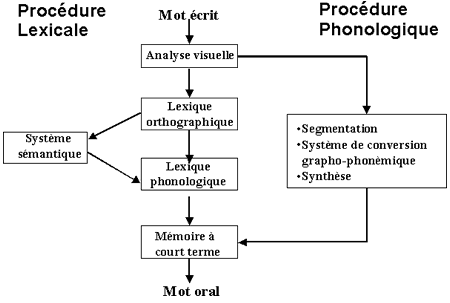 Procédure
Lexicale
Mot écrit
Procédure
Phonologique
Analyse visuelle
Lexique
orthographique
Système
sémantique
Lexique
phonologique
•Segmentation
•Système de conversion
grapho-phonémique
•Synthèse
Mémoire à
court terme
Mot oral